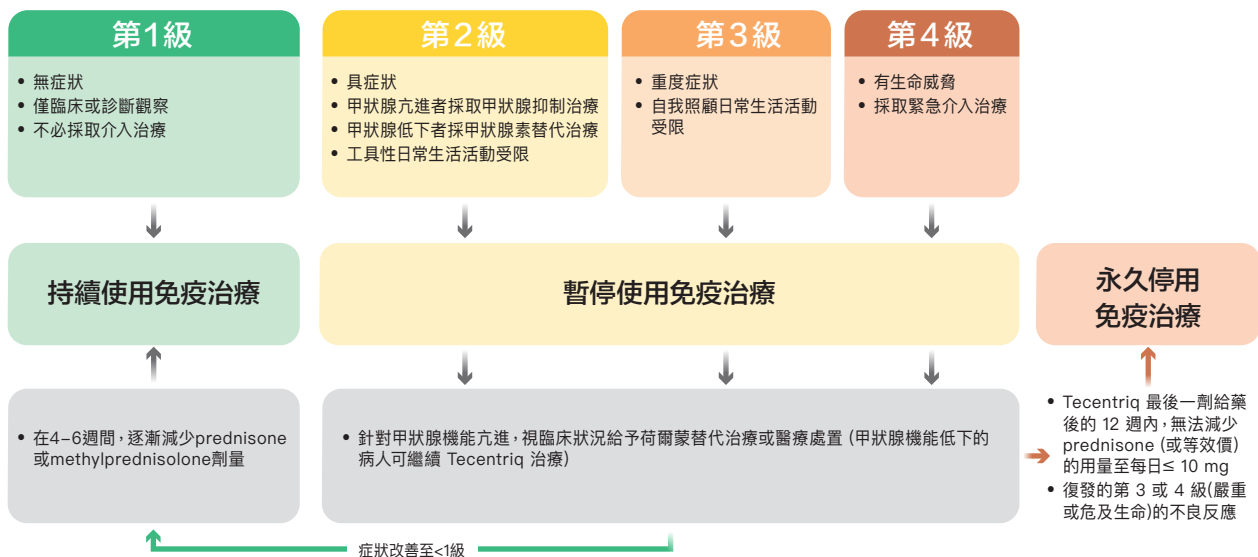 第1級
• 無症狀
• 僅臨床或診斷觀察
• 不必採取介入治療
第2級
• 具症狀
• 甲狀腺亢進者採取甲狀腺抑制治療
• 甲狀腺低下者採甲狀腺素替代治療
• 工具性日常生活活動受限
第3級
• 重度症狀
• 自我照顧日常生活活動
受限
第4級
• 有生命威脅
• 採取緊急介入治療
持續使用免疫治療
暫停使用免疫治療
永久停用
免疫治療
• 在4–6週間，逐漸減少prednisone
或methylprednisolone劑量
• 針對甲狀腺機能亢進，視臨床狀況給予荷爾蒙替代治療或醫療處置 (甲狀腺機能低下的
病人可繼續 Tecentriq 治療)
• Tecentriq 最後一劑給藥
後的 12 週內，無法減少
prednisone (或等效價)
的用量至每日≤ 10 mg
• 復發的第 3 或 4 級(嚴重
或危及生命)的不良反應
症狀改善至<1級